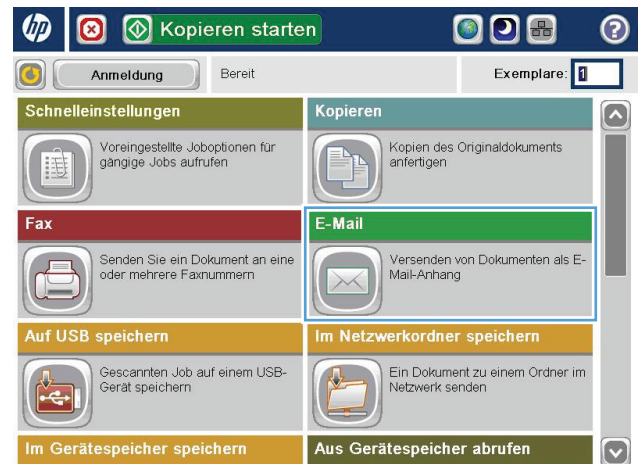 hp
Kopieren starten
?
Anmeldung
Bereit
Exemplare: 1
Schnelleinstellungen
Voreingestellte Joboptionen für
gängige Jobs aufrufen
Kopieren
Kopien des Originaldokuments
anfertigen
Fax
Senden Sie ein Dokument an eine
oder mehrere Faxnummern
E-Mail
Versenden von Dokumenten als E-
Mail-Anhang
Auf USB speichern
Gescannten Job auf einem USB-
Gerät speichern
Im Netzwerkordner speichern
Ein Dokument zu einem Ordner im
Netzwerk senden
Im Gerätespeicher speichern
Aus Gerätespeicher abrufen